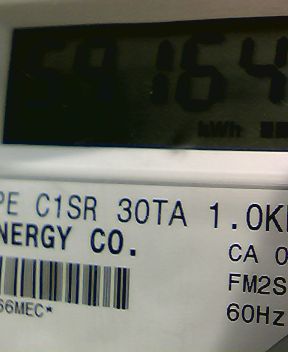 59164
kWh
PE C1SR 30TA 1.0K
NERGY CO.
CA 0
FM2S
66MEC*
60Hz